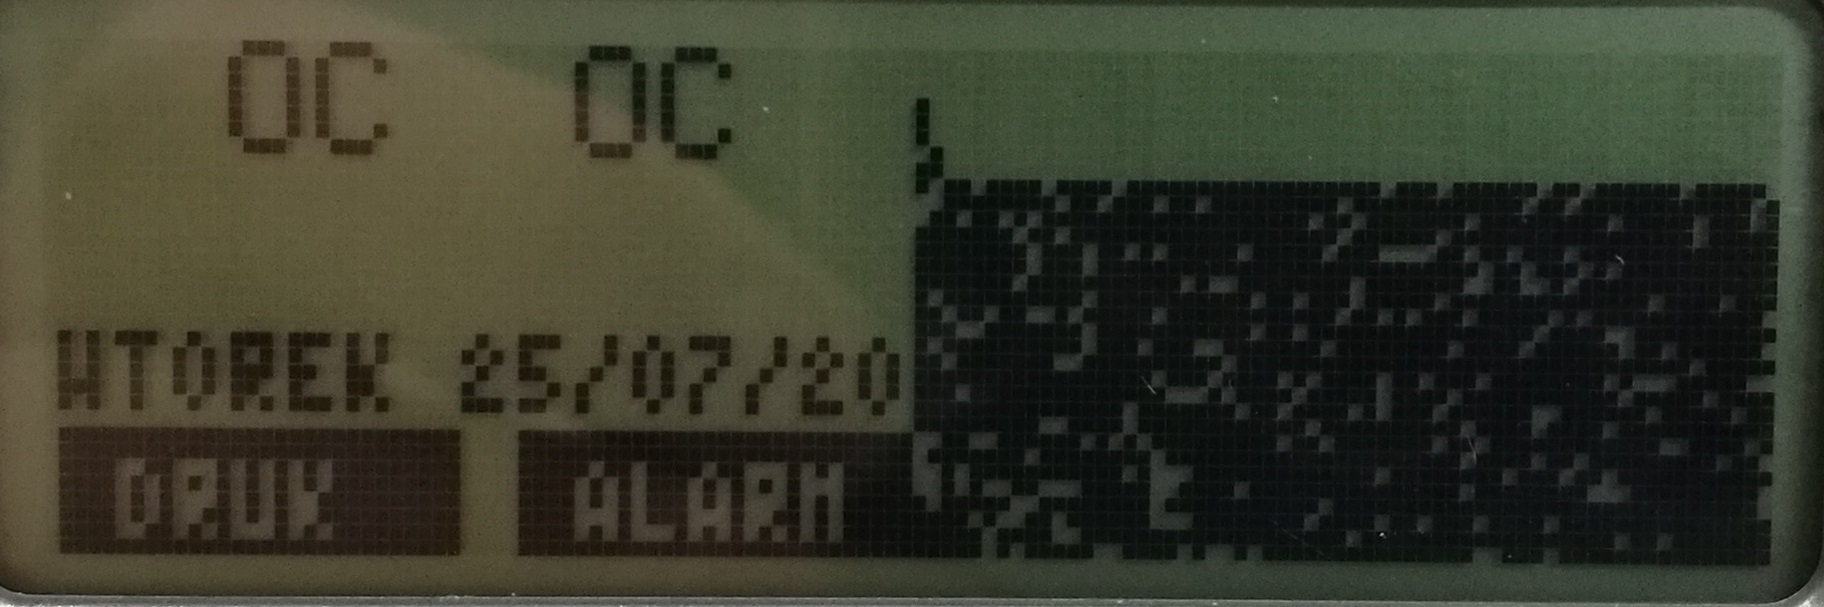 OC OC
WTOREK 25/07/20
DRUK ALARM